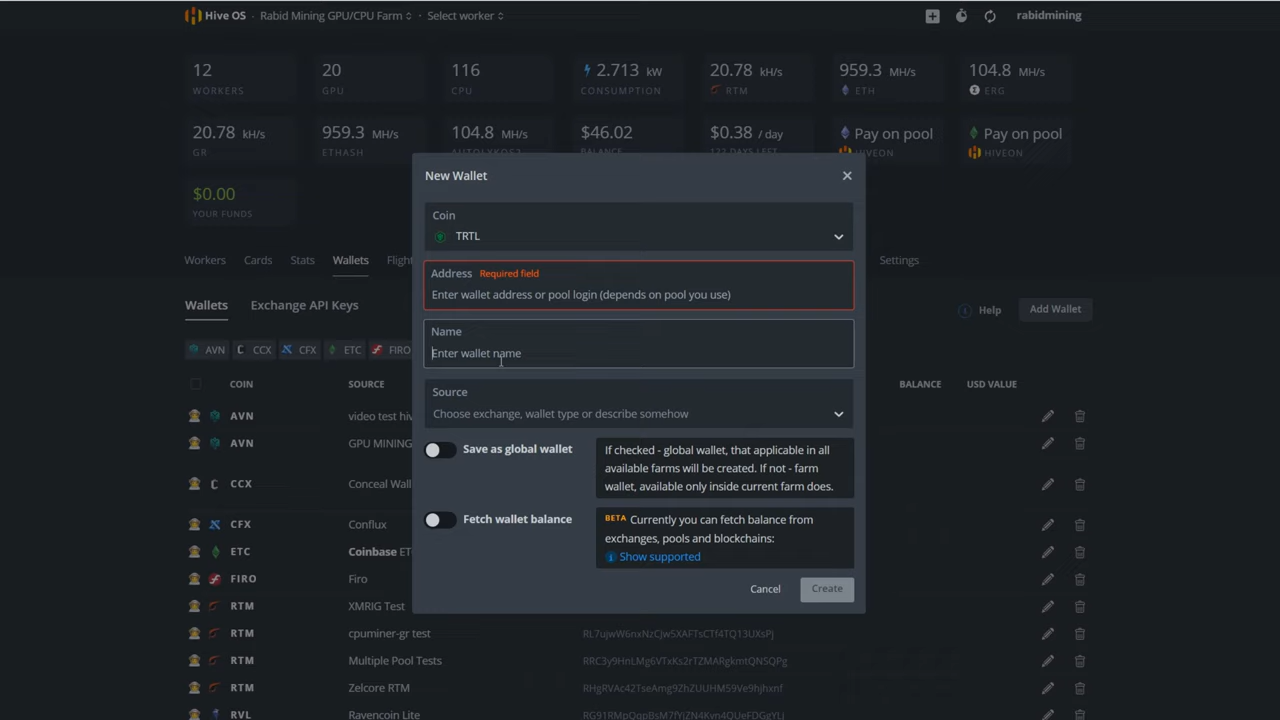 Hive OS · Rabid Mining GPU/CPU Farm · Select worker rabidmining
12 20 116 2.713 kW 20.78 kH/s 959.3 MH/s 104.8 MH/s
WORKERS GPU CPU CONSUMPTION RTM ETH ERG
20.78 kH/s 959.3 MH/s 104.8 MH/s $46.02 $0.38 / day Pay on pool Pay on pool
GR ETHASH HIVEON HIVEON
$0.00
YOUR FUNDS
Workers Cards Stats Wallets Flight Settings
Wallets Exchange API Keys Help Add Wallet
AVN CCX CFX ETC FIRO
COIN SOURCE BALANCE USD VALUE
AVN video test hiv
AVN GPU MINING
CCX Conceal Wall
CFX Conflux
ETC Coinbase ET
FIRO Firo
RTM XMRIG Test
RTM cpuminer-gr test RL7ujwW6nxNzCjw5XAFTsCTf4TQ13UXsPj
RTM Multiple Pool Tests RRC3y9HnLMg6VTxKs2rTZMARgkmtQN5QPg
RTM Zelcore RTM
RVL Ravencoin Lite
New Wallet
Coin
TRTL
Address Required field
Enter wallet address or pool login (depends on pool you use)
Name
Enter wallet name
Source
Choose exchange, wallet type or describe somehow
Save as global wallet
If checked - global wallet, that applicable in all
available farms will be created. If not - farm
wallet, available only inside current farm does.
Fetch wallet balance
BETA Currently you can fetch balance from
exchanges, pools and blockchains:
Show supported
Cancel Create